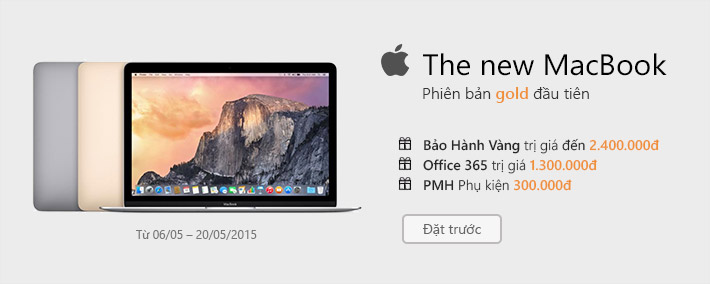 The new MacBook
Phiên bản gold đầu tiên
Bảo Hành Vàng trị giá đến 2.400.000đ
Office 365 trị giá 1.300.000đ
PMH Phụ kiện 300.000đ
Đặt trước
MacBook
Từ 06/05 – 20/05/2015